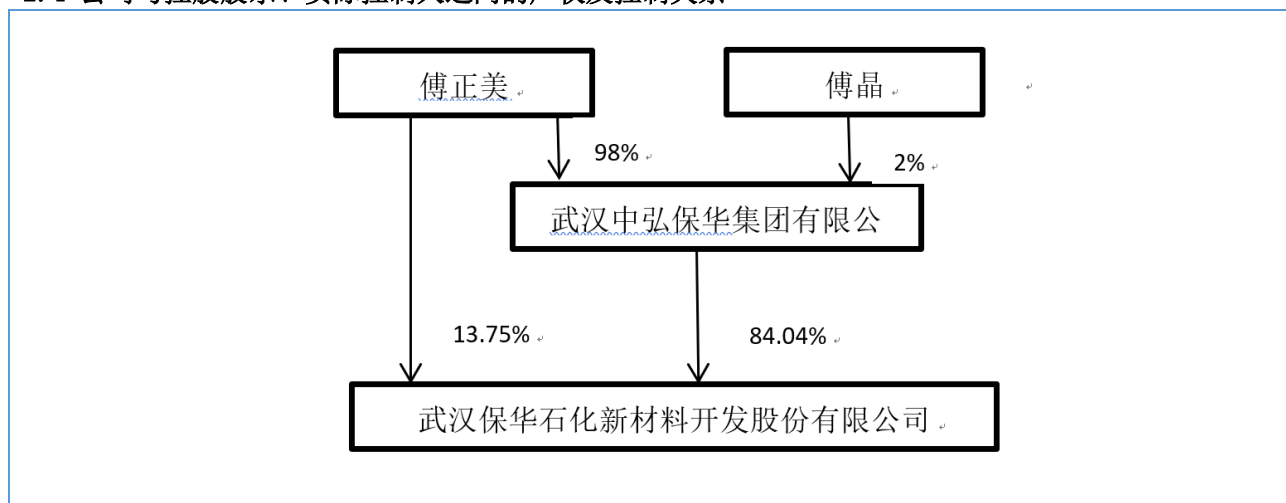 傅正美
傅晶
98%
2%
武汉中弘保华集团有限公
13.75%
84.04%
武汉保华石化新材料开发股份有限公司